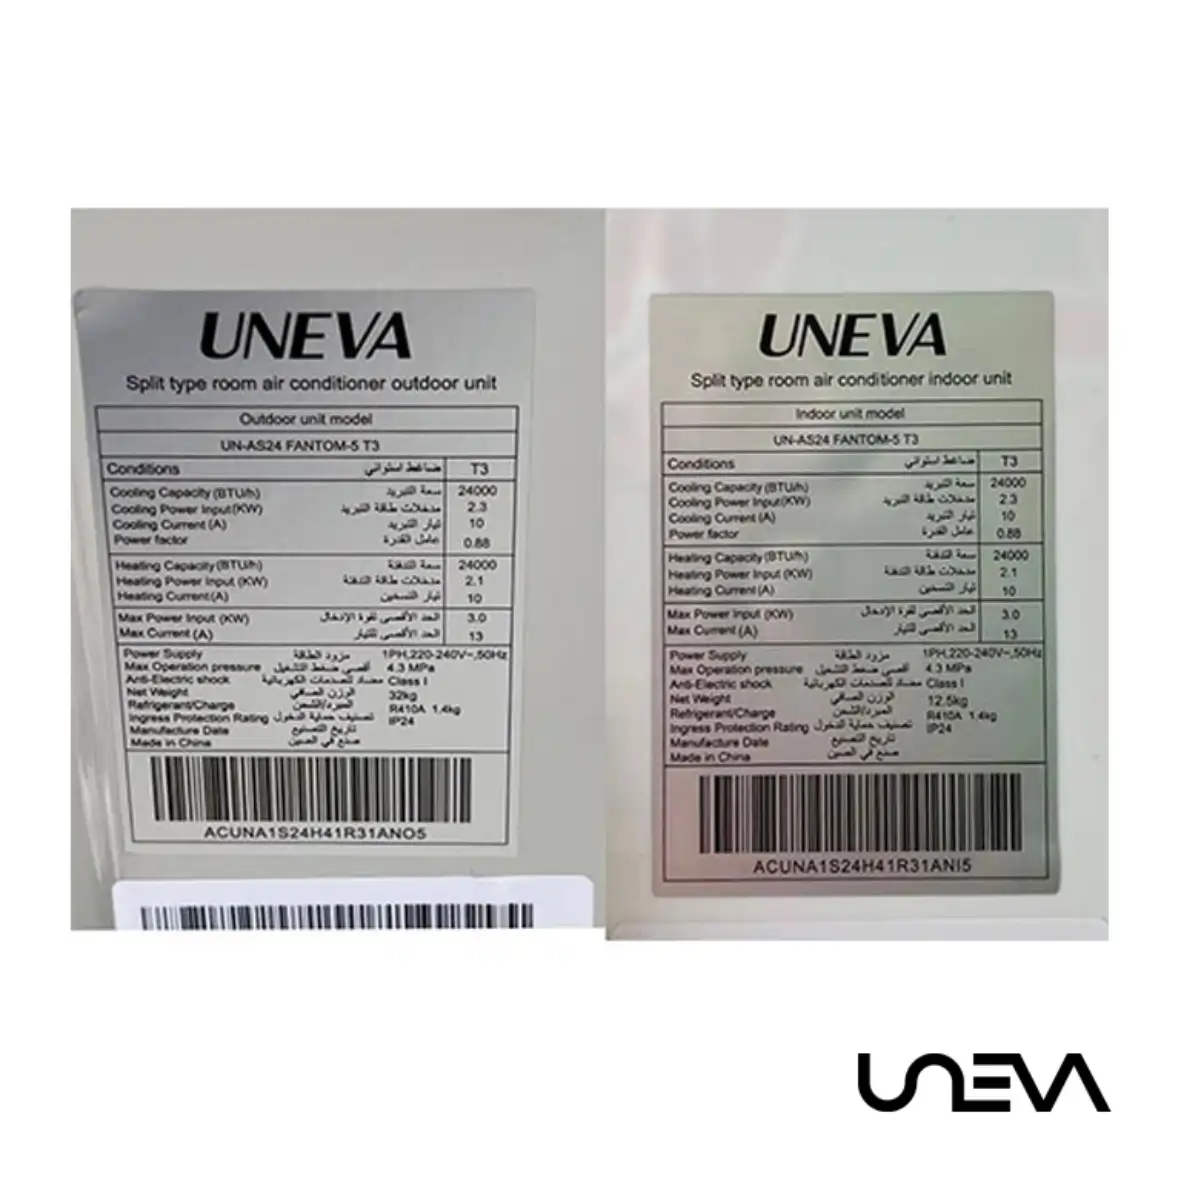 UNEVA
Split type room air conditioner outdoor unit
Outdoor unit model
UN-AS24 FANTOM-5 T3
Conditions ضاغط استوائي T3
Cooling Capacity (BTU/h) سعة التبريد 24000
Cooling Power Input(KW) مدخلات طاقة التبريد 2.3
Cooling Current (A) تيار التبريد 10
Power factor عامل القدرة 0.88
Heating Capacity (BTU/h) سعة التدفئة 24000
Heating Power Input (KW) مدخلات طاقة التدفئة 2.1
Heating Current(A) تيار التسخين 10
Max Power Input (KW) الحد الأقصى لقوة الإدخال 3.0
Max Current (A) الحد الأقصى للتيار 13
Power Supply مزود الطاقة 1PH,220-240V~,50Hz
Max Operation pressure أقصى ضغط التشغيل 4.3 MPa
Anti-Electric shock مضاد للصدمات الكهربائية Class I
Net Weight الوزن الصافي 32kg
Refrigerant/Charge المبرد/الشحن R410A 1.4kg
Ingress Protection Rating تصنيف حماية الدخول IP24
Manufacture Date تاريخ التصنيع
Made in China صنع في الصين
ACUNA1S24H41R31ANO5
UNEVA
Split type room air conditioner indoor unit
Indoor unit model
UN-AS24 FANTOM-5 T3
Conditions ضاغط استوائي T3
Cooling Capacity (BTU/h) سعة التبريد 24000
Cooling Power Input(KW) مدخلات طاقة التبريد 2.3
Cooling Current (A) تيار التبريد 10
Power factor عامل القدرة 0.88
Heating Capacity (BTU/h) سعة التدفئة 24000
Heating Power Input (KW) مدخلات طاقة التدفئة 2.1
Heating Current (A) تيار التسخين 10
Max Power Input (KW) الحد الأقصى لقوة الإدخال 3.0
Max Current (A) الحد الأقصى للتيار 13
Power Supply مزود الطاقة 1PH,220-240V~,50Hz
Max Operation pressure أقصى ضغط التشغيل 4.3 MPa
Anti-Electric shock مضاد للصدمات الكهربائية Class I
Net Weight الوزن الصافي 12.5kg
Refrigerant/Charge المبرد/الشحن R410A 1.4kg
Ingress Protection Rating تصنيف حماية الدخول IP24
Manufacture Date تاريخ التصنيع
Made in China صنع في الصين
ACUNA1S24H41R31ANI5
UNEVA